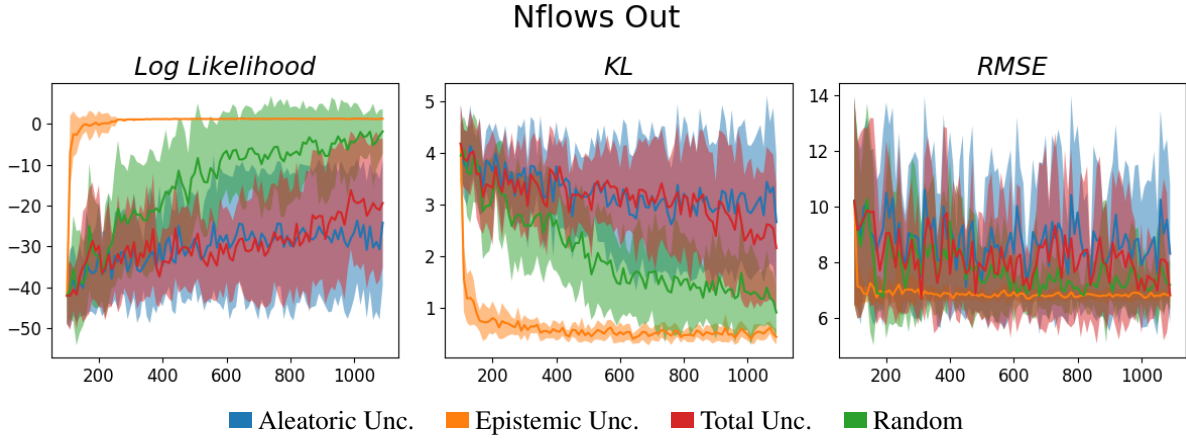 Nflows Out
Log Likelihood
KL
RMSE
0
−10
−20
−30
−40
−50
200 400 600 800 1000
5
4
3
2
1
200 400 600 800 1000
14
12
10
8
6
200 400 600 800 1000
Aleatoric Unc. Epistemic Unc. Total Unc. Random